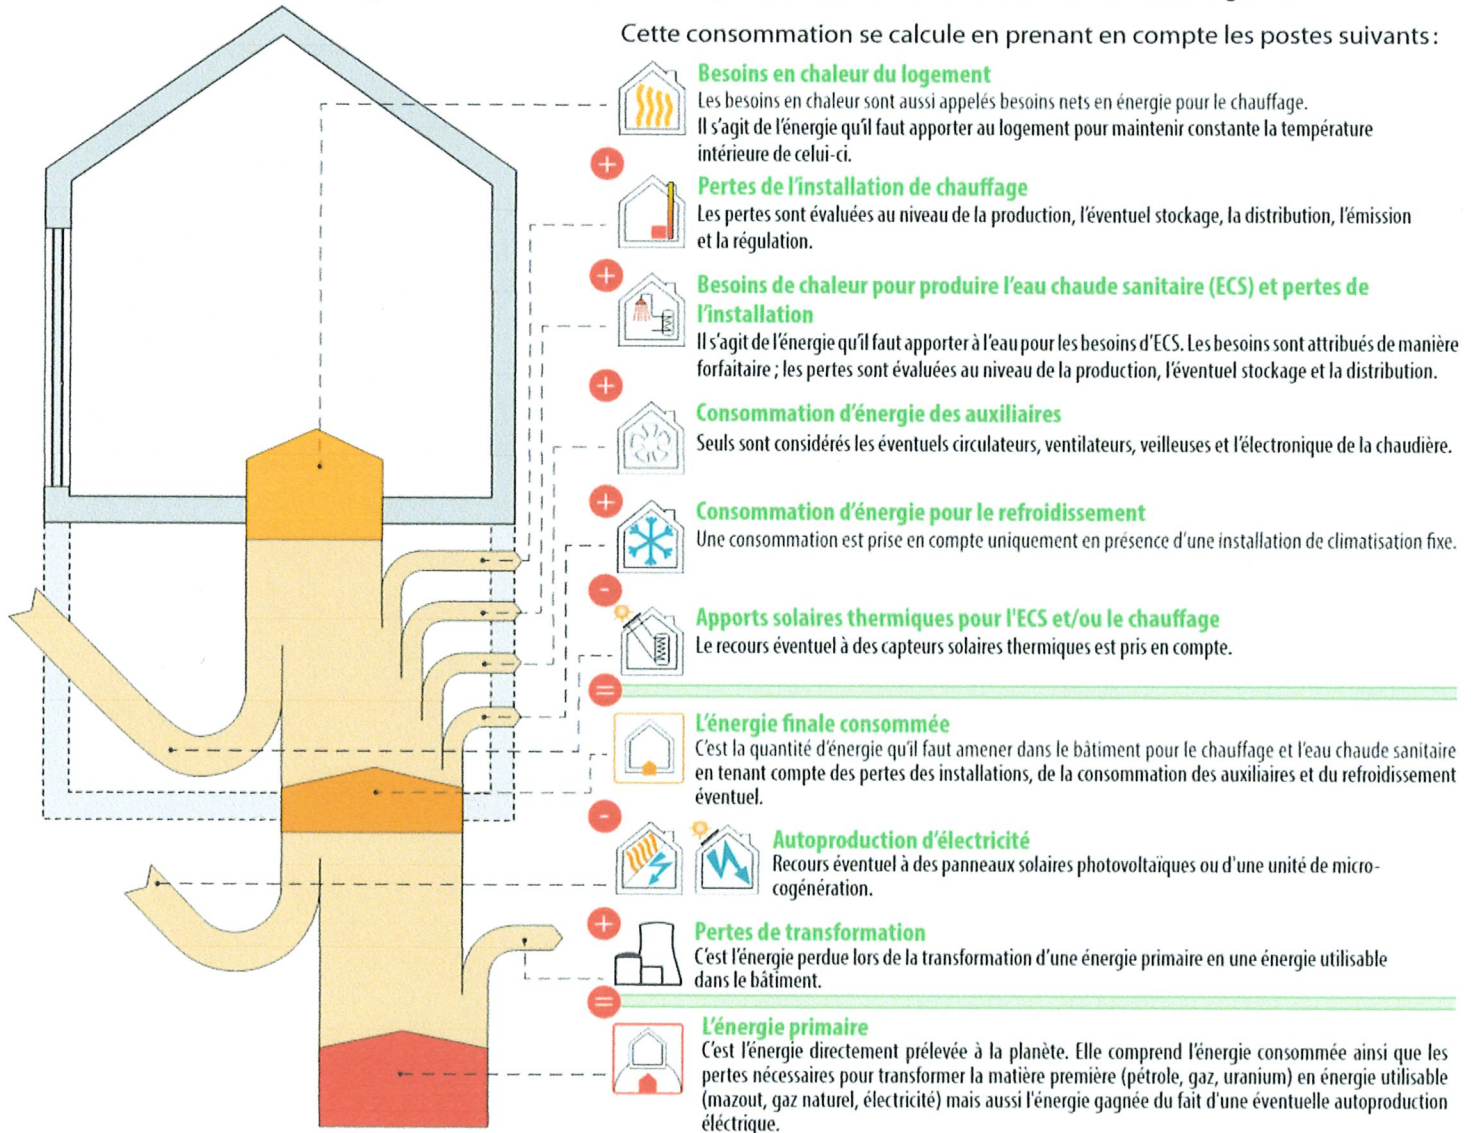 Cette consommation se calcule en prenant en compte les postes suivants :
Besoins en chaleur du logement
Les besoins en chaleur sont aussi appelés besoins nets en énergie pour le chauffage.
Il s'agit de l'énergie qu'il faut apporter au logement pour maintenir constante la température
intérieure de celui-ci.
+
Pertes de l'installation de chauffage
Les pertes sont évaluées au niveau de la production, l'éventuel stockage, la distribution, l'émission
et la régulation.
+
Besoins de chaleur pour produire l'eau chaude sanitaire (ECS) et pertes de
l'installation
Il s'agit de l'énergie qu'il faut apporter à l'eau pour les besoins d'ECS. Les besoins sont attribués de manière
forfaitaire ; les pertes sont évaluées au niveau de la production, l'éventuel stockage et la distribution.
+
Consommation d'énergie des auxiliaires
Seuls sont considérés les éventuels circulateurs, ventilateurs, veilleuses et l'électronique de la chaudière.
+
Consommation d'énergie pour le refroidissement
Une consommation est prise en compte uniquement en présence d'une installation de climatisation fixe.
-
Apports solaires thermiques pour l'ECS et/ou le chauffage
Le recours éventuel à des capteurs solaires thermiques est pris en compte.
=
L'énergie finale consommée
C'est la quantité d'énergie qu'il faut amener dans le bâtiment pour le chauffage et l'eau chaude sanitaire
en tenant compte des pertes des installations, de la consommation des auxiliaires et du refroidissement
éventuel.
-
Autoproduction d'électricité
Recours éventuel à des panneaux solaires photovoltaïques ou d'une unité de micro-
cogénération.
+
Pertes de transformation
C'est l'énergie perdue lors de la transformation d'une énergie primaire en une énergie utilisable
dans le bâtiment.
=
L'énergie primaire
C'est l'énergie directement prélevée à la planète. Elle comprend l'énergie consommée ainsi que les
pertes nécessaires pour transformer la matière première (pétrole, gaz, uranium) en énergie utilisable
(mazout, gaz naturel, électricité) mais aussi l'énergie gagnée du fait d'une éventuelle autoproduction
éléctrique.